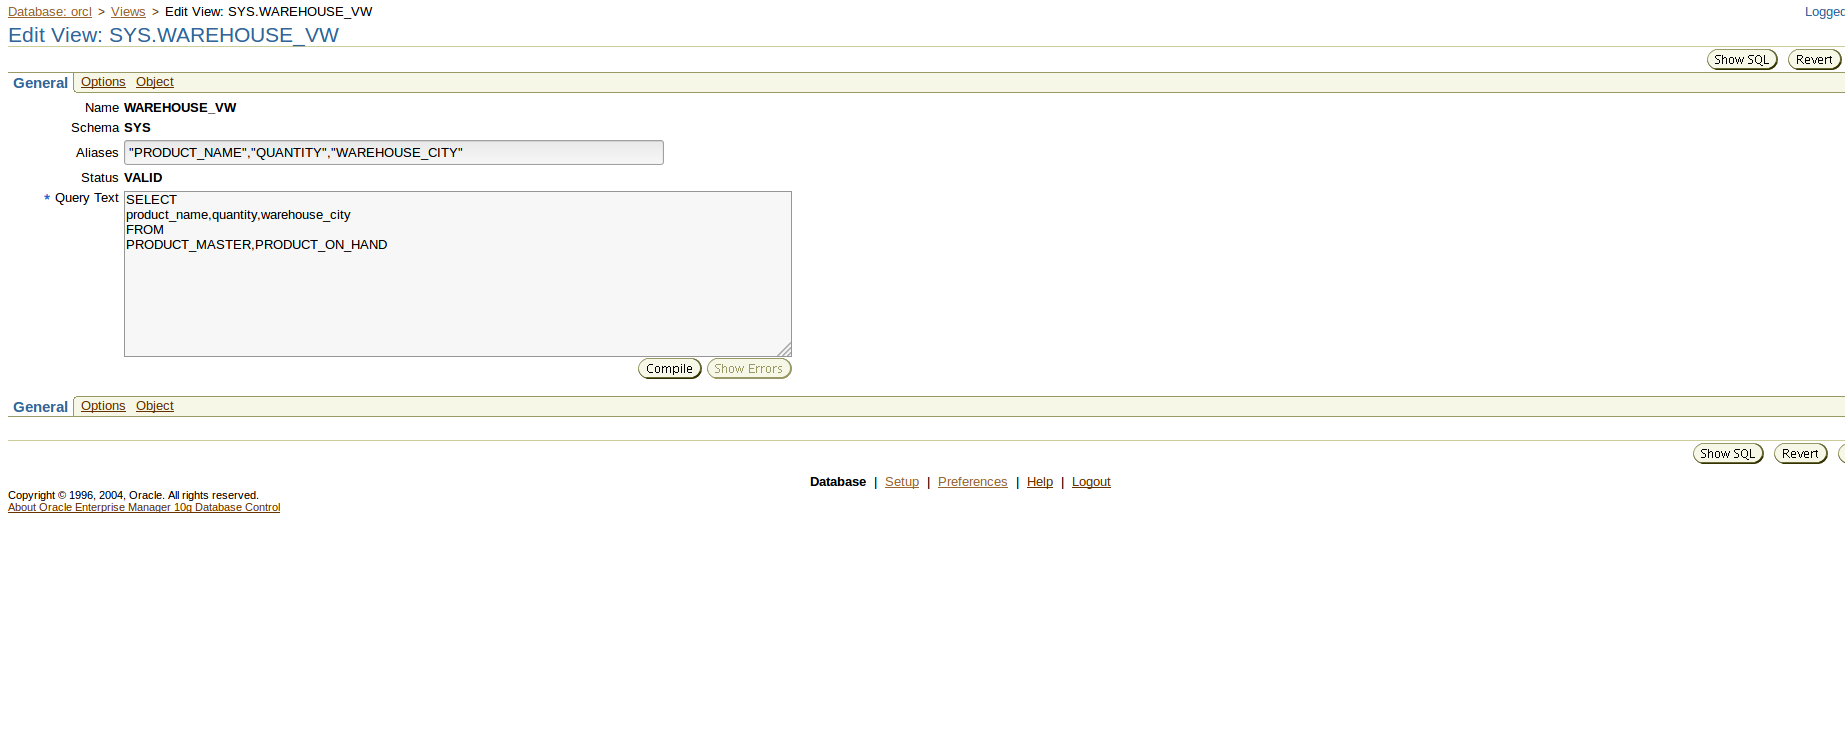 Database: orcl > Views > Edit View: SYS.WAREHOUSE_VW
Logged
Edit View: SYS.WAREHOUSE_VW
Show SQL Revert
General Options Object
Name WAREHOUSE_VW
Schema SYS
Aliases "PRODUCT_NAME","QUANTITY","WAREHOUSE_CITY"
Status VALID
* Query Text
SELECT
product_name,quantity,warehouse_city
FROM
PRODUCT_MASTER,PRODUCT_ON_HAND
Compile Show Errors
General Options Object
Show SQL Revert
Database | Setup | Preferences | Help | Logout
Copyright © 1996, 2004, Oracle. All rights reserved.
About Oracle Enterprise Manager 10g Database Control